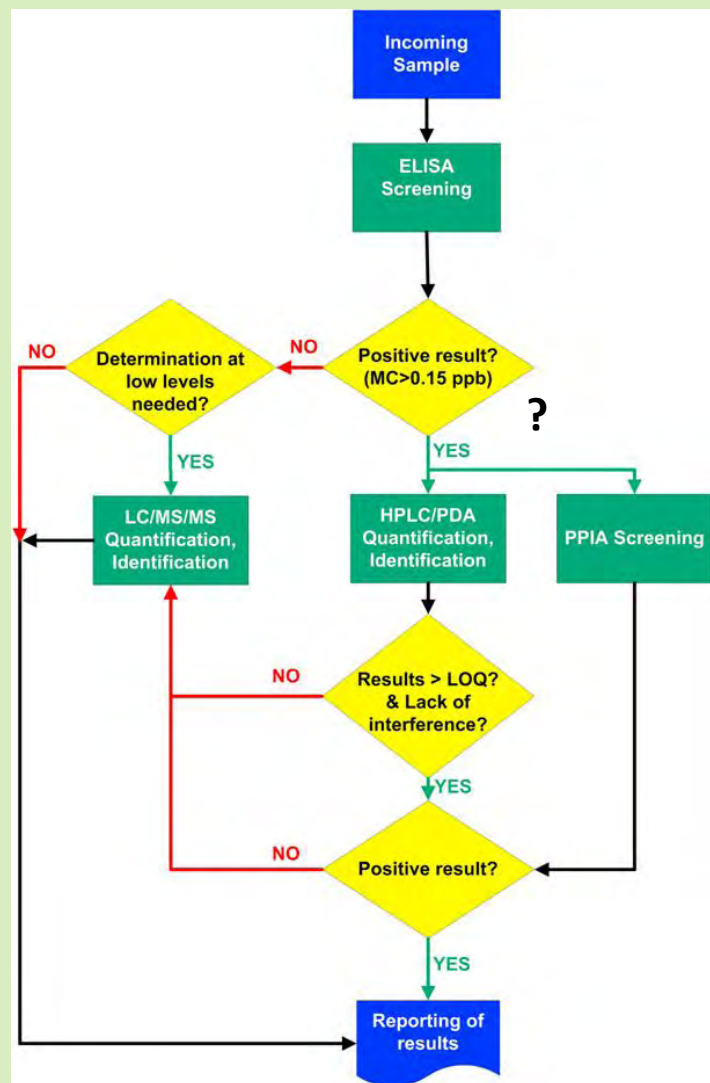 Incoming
Sample
ELISA
Screening
Positive result?
(MC>0.15 ppb)
NO
Determination at
low levels
needed?
NO
?
YES
YES
LC/MS/MS
Quantification,
Identification
HPLC/PDA
Quantification,
Identification
PPIA Screening
Results > LOQ?
& Lack of
interference?
NO
YES
Positive result?
NO
YES
Reporting of
results